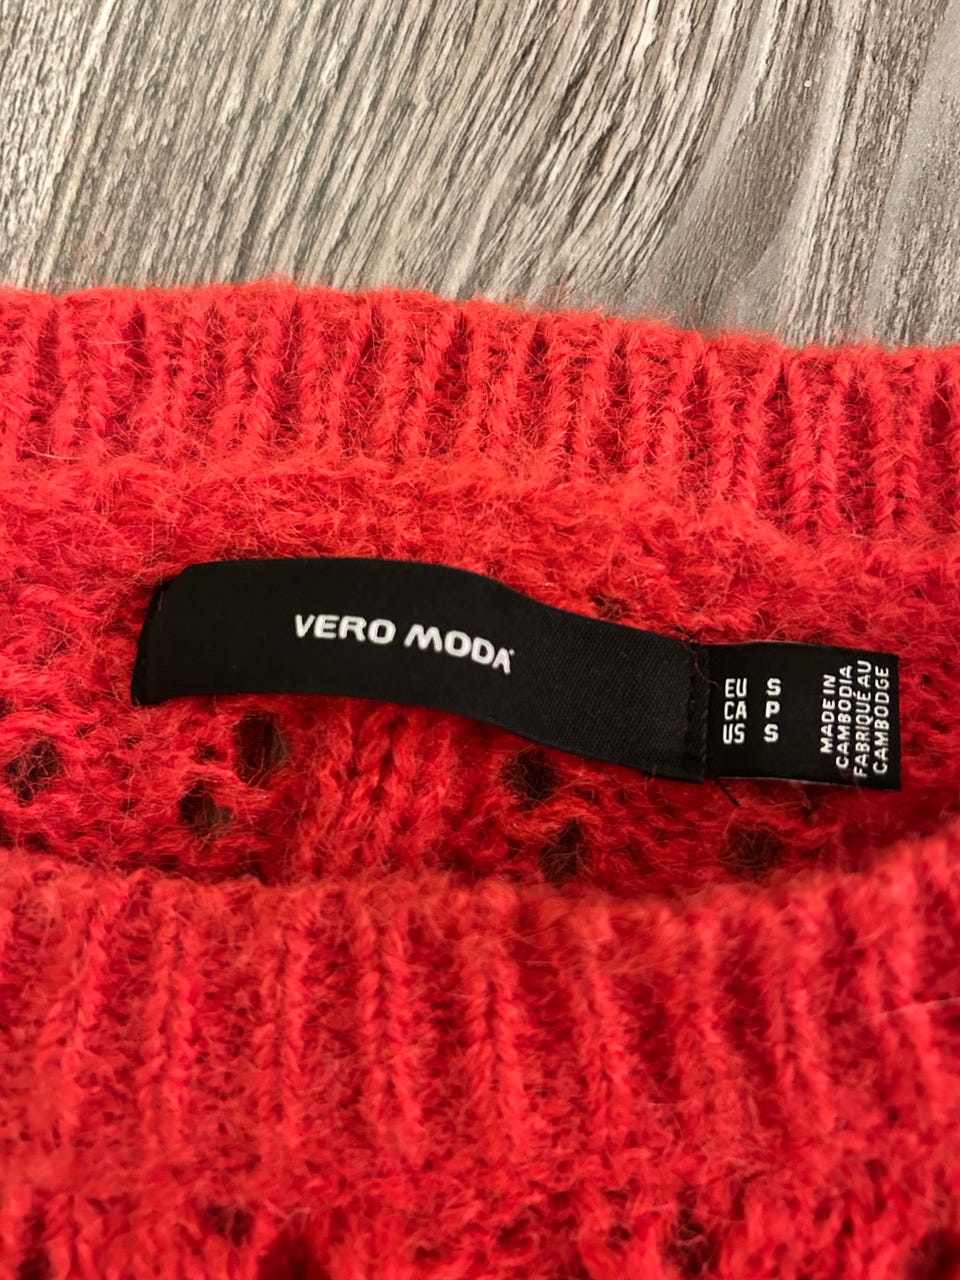 VERO MODA
EU S
CA P
US S
MADE IN
CAMBODIA
FABRIQUÉ AU
CAMBODGE